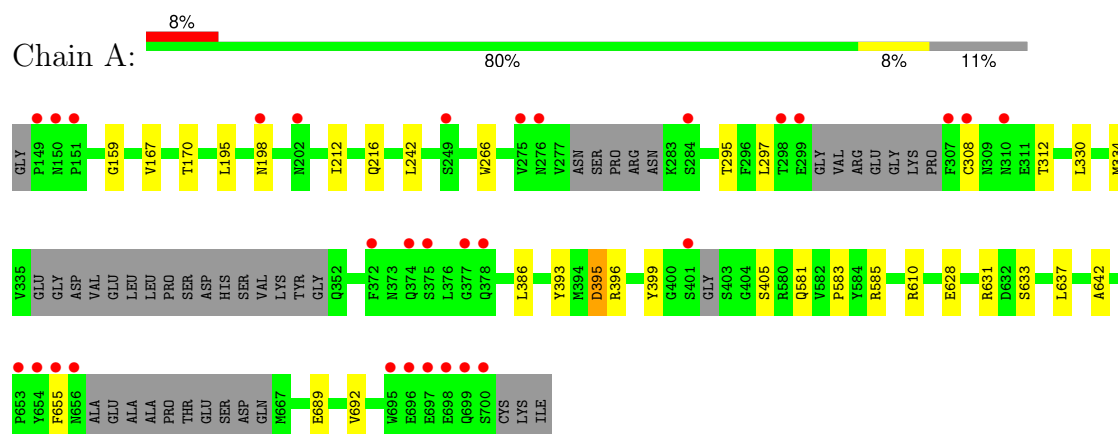 8%
Chain A:
80% 8% 11%
GLY P149 N150 P151 G159 V167 T170 L195 N198 N202 I212 Q216 L242 S249 W266 V275 N276 V277 ASN SER PRO ARG ASN K283 S284 T295 F296 L297 T298 E299 GLY VAL ARG GLU GLY LYS PRO F307 C308 N309 N310 E311 T312 L330 M334
V335 GLU GLY ASP VAL GLU LEU LEU PRO SER ASP HIS SER VAL LYS TYR GLY Q352 F372 N373 Q374 S375 L376 G377 Q378 L386 Y393 M394 D395 R396 Y399 G400 S401 GLY S403 G404 S405 R580 Q581 V582 P583 Y584 R585 R610 E628 R631 D632 S633 L637 A642
P653 Y654 F655 N656 ALA GLU ALA ALA PRO THR GLU SER ASP GLN M667 E689 V692 W695 E696 E697 E698 Q699 S700 CYS LYS ILE